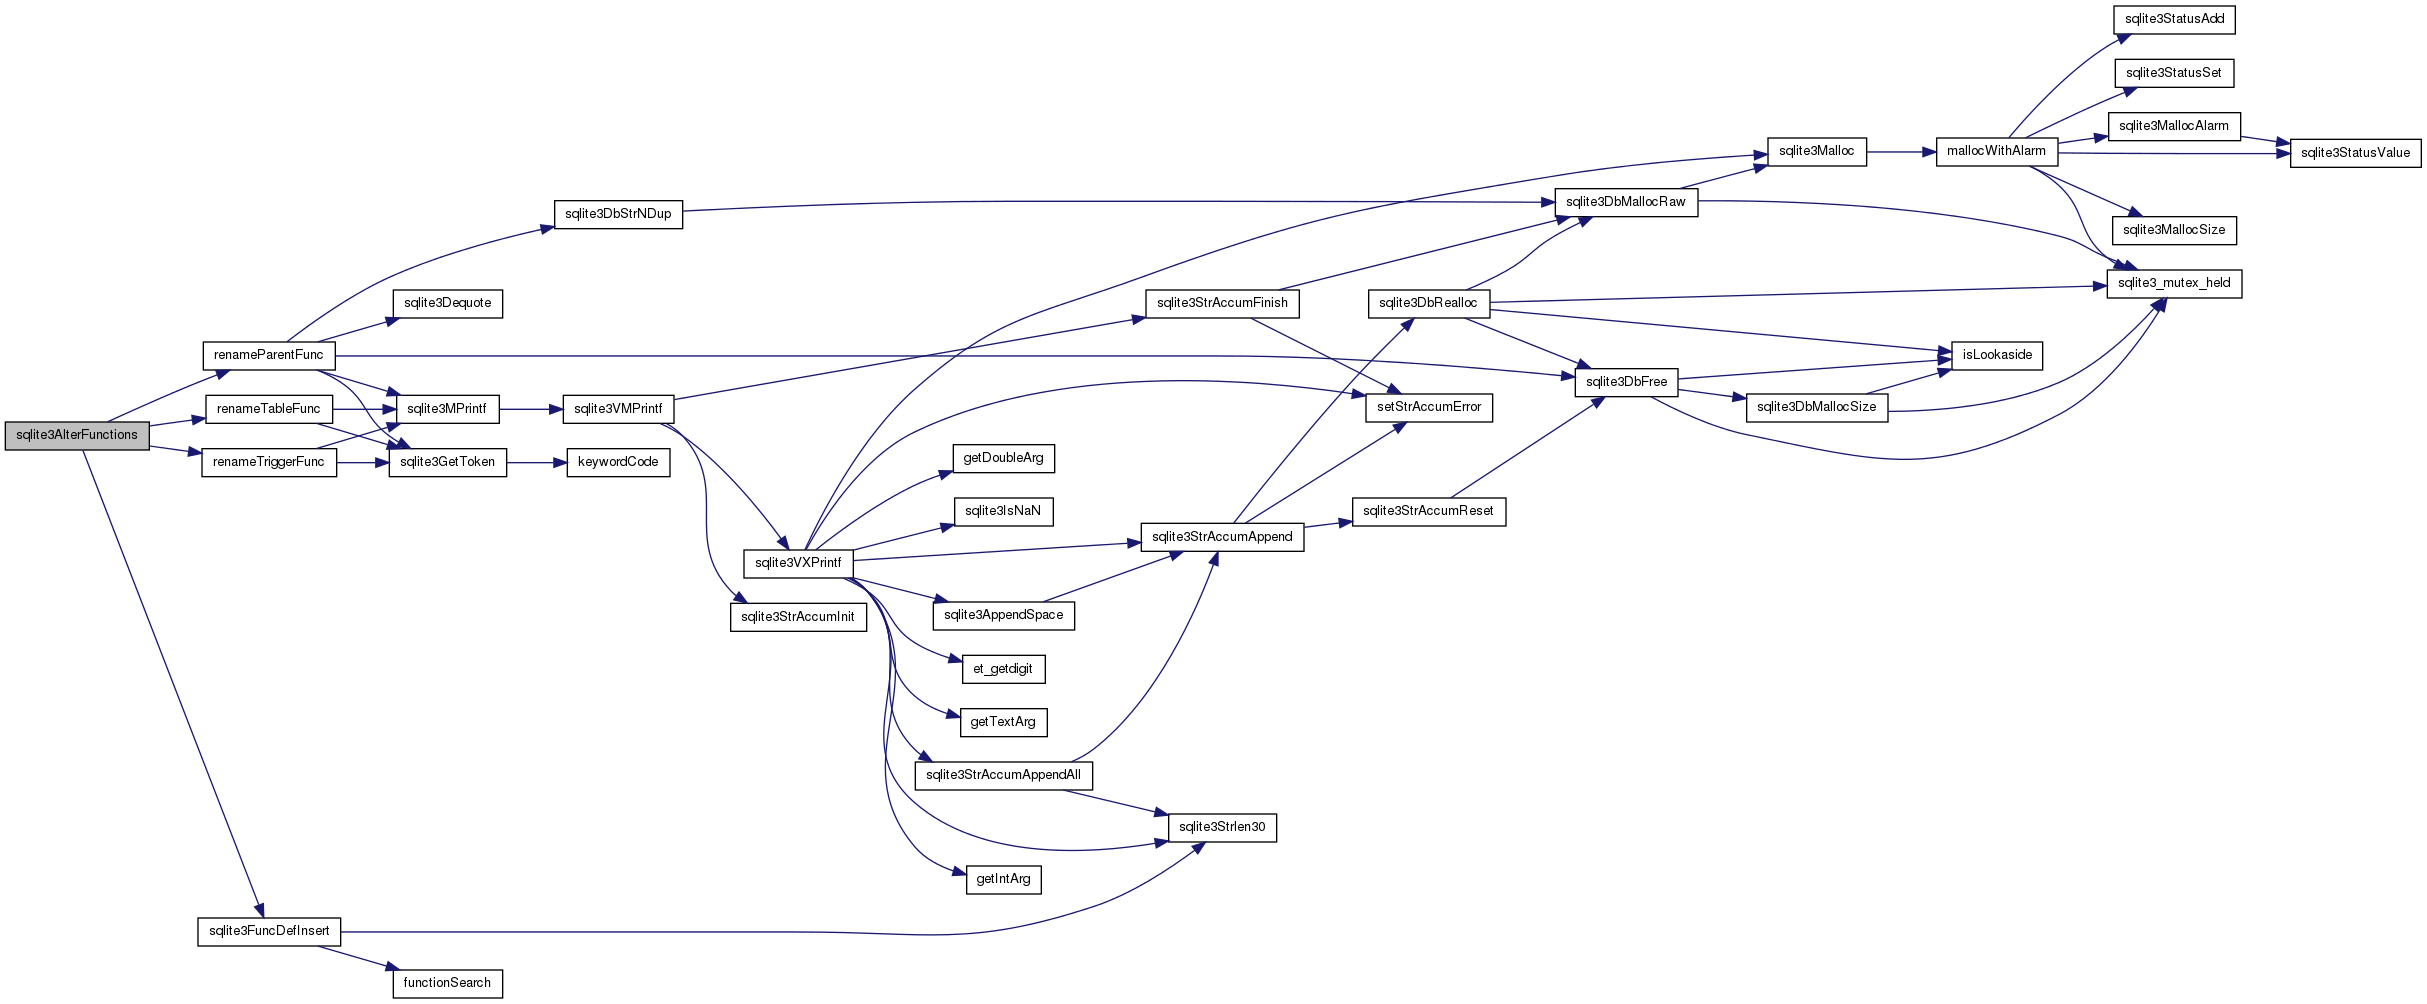 sqlite3StatusAdd
sqlite3StatusSet
sqlite3MallocAlarm
sqlite3Malloc
mallocWithAlarm
sqlite3StatusValue
sqlite3DbMallocRaw
sqlite3DbStrNDup
sqlite3MallocSize
sqlite3_mutex_held
sqlite3Dequote
sqlite3StrAccumFinish
sqlite3DbRealloc
renameParentFunc
isLookaside
sqlite3DbFree
renameTableFunc
sqlite3MPrintf
sqlite3VMPrintf
setStrAccumError
sqlite3DbMallocSize
sqlite3AlterFunctions
renameTriggerFunc
sqlite3GetToken
keywordCode
getDoubleArg
sqlite3IsNaN
sqlite3StrAccumReset
sqlite3StrAccumAppend
sqlite3VXPrintf
sqlite3StrAccumInit
sqlite3AppendSpace
et_getdigit
getTextArg
sqlite3StrAccumAppendAll
sqlite3Strlen30
getIntArg
sqlite3FuncDefInsert
functionSearch